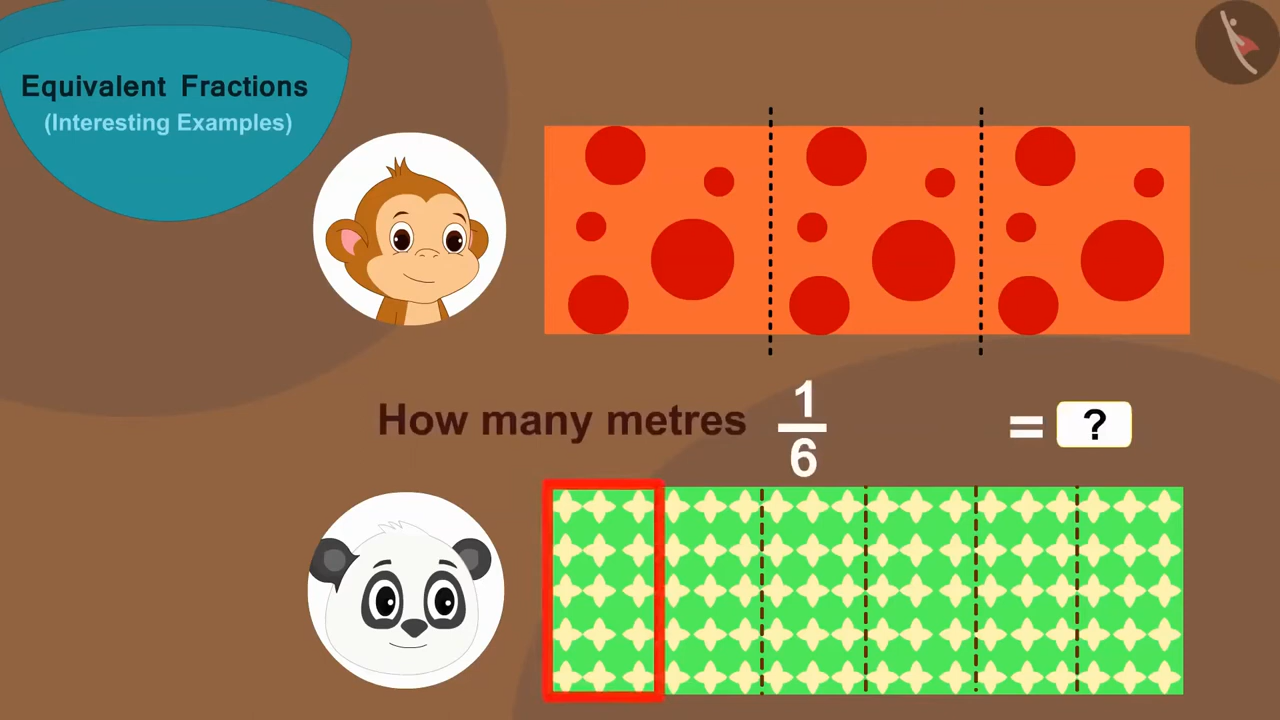 Equivalent Fractions
(Interesting Examples)
How many metres 1/6 = ?